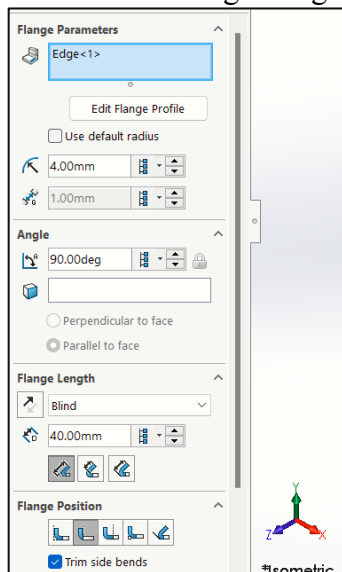 Flange Parameters
Edge<1>
Edit Flange Profile
Use default radius
4.00mm
1.00mm
Angle
90.00deg
Perpendicular to face
Parallel to face
Flange Length
Blind
40.00mm
Flange Position
Trim side bends
Y
Z
X
*Isometric